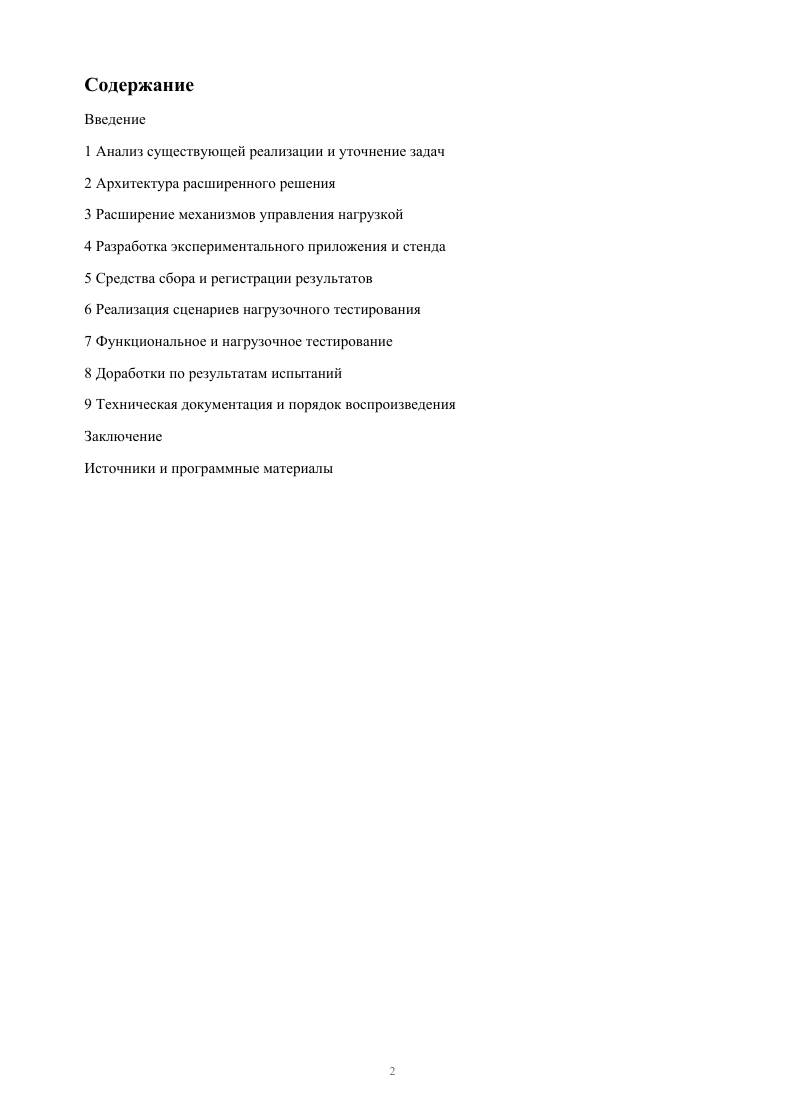 Содержание
Введение
1 Анализ существующей реализации и уточнение задач
2 Архитектура расширенного решения
3 Расширение механизмов управления нагрузкой
4 Разработка экспериментального приложения и стенда
5 Средства сбора и регистрации результатов
6 Реализация сценариев нагрузочного тестирования
7 Функциональное и нагрузочное тестирование
8 Доработки по результатам испытаний
9 Техническая документация и порядок воспроизведения
Заключение
Источники и программные материалы
2